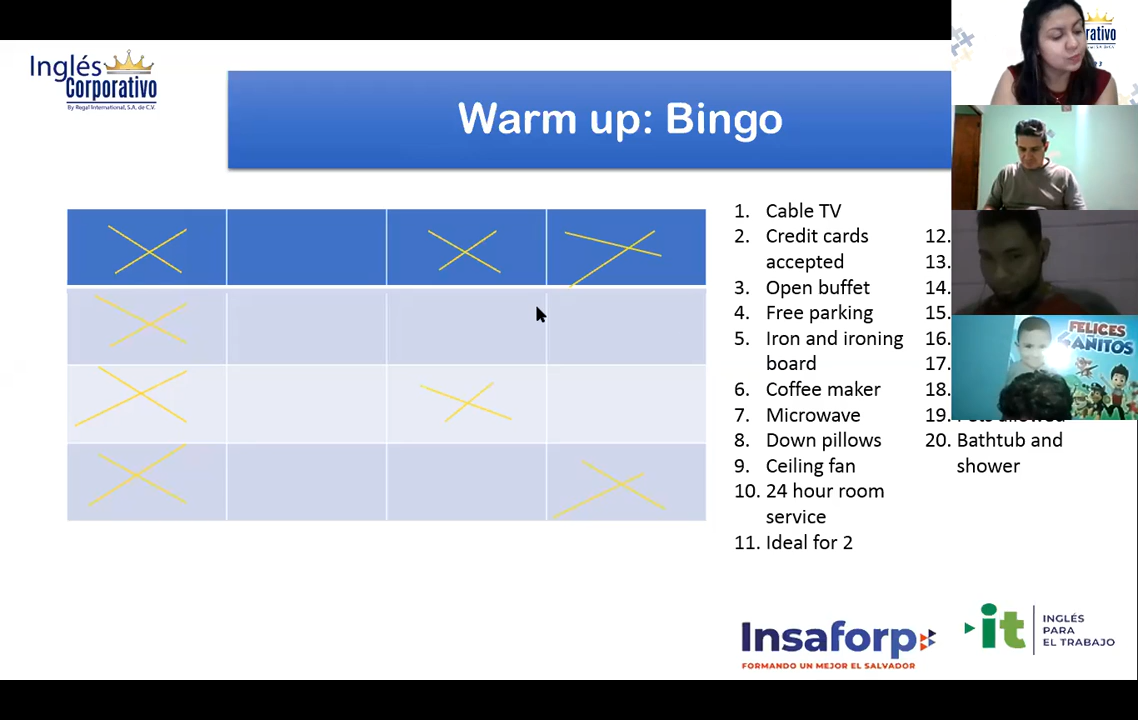 Inglés
Corporativo
By Regal International, S.A. de C.V.
Warm up: Bingo
1. Cable TV
2. Credit cards
accepted
3. Open buffet
4. Free parking
5. Iron and ironing
board
6. Coffee maker
7. Microwave
8. Down pillows
9. Ceiling fan
10. 24 hour room
service
11. Ideal for 2
12.
13.
14.
15.
16.
17.
18.
19.
20. Bathtub and
shower
FELICES
AÑITOS
Insaforp
FORMANDO UN MEJOR EL SALVADOR
it
INGLÉS
PARA
EL TRABAJO